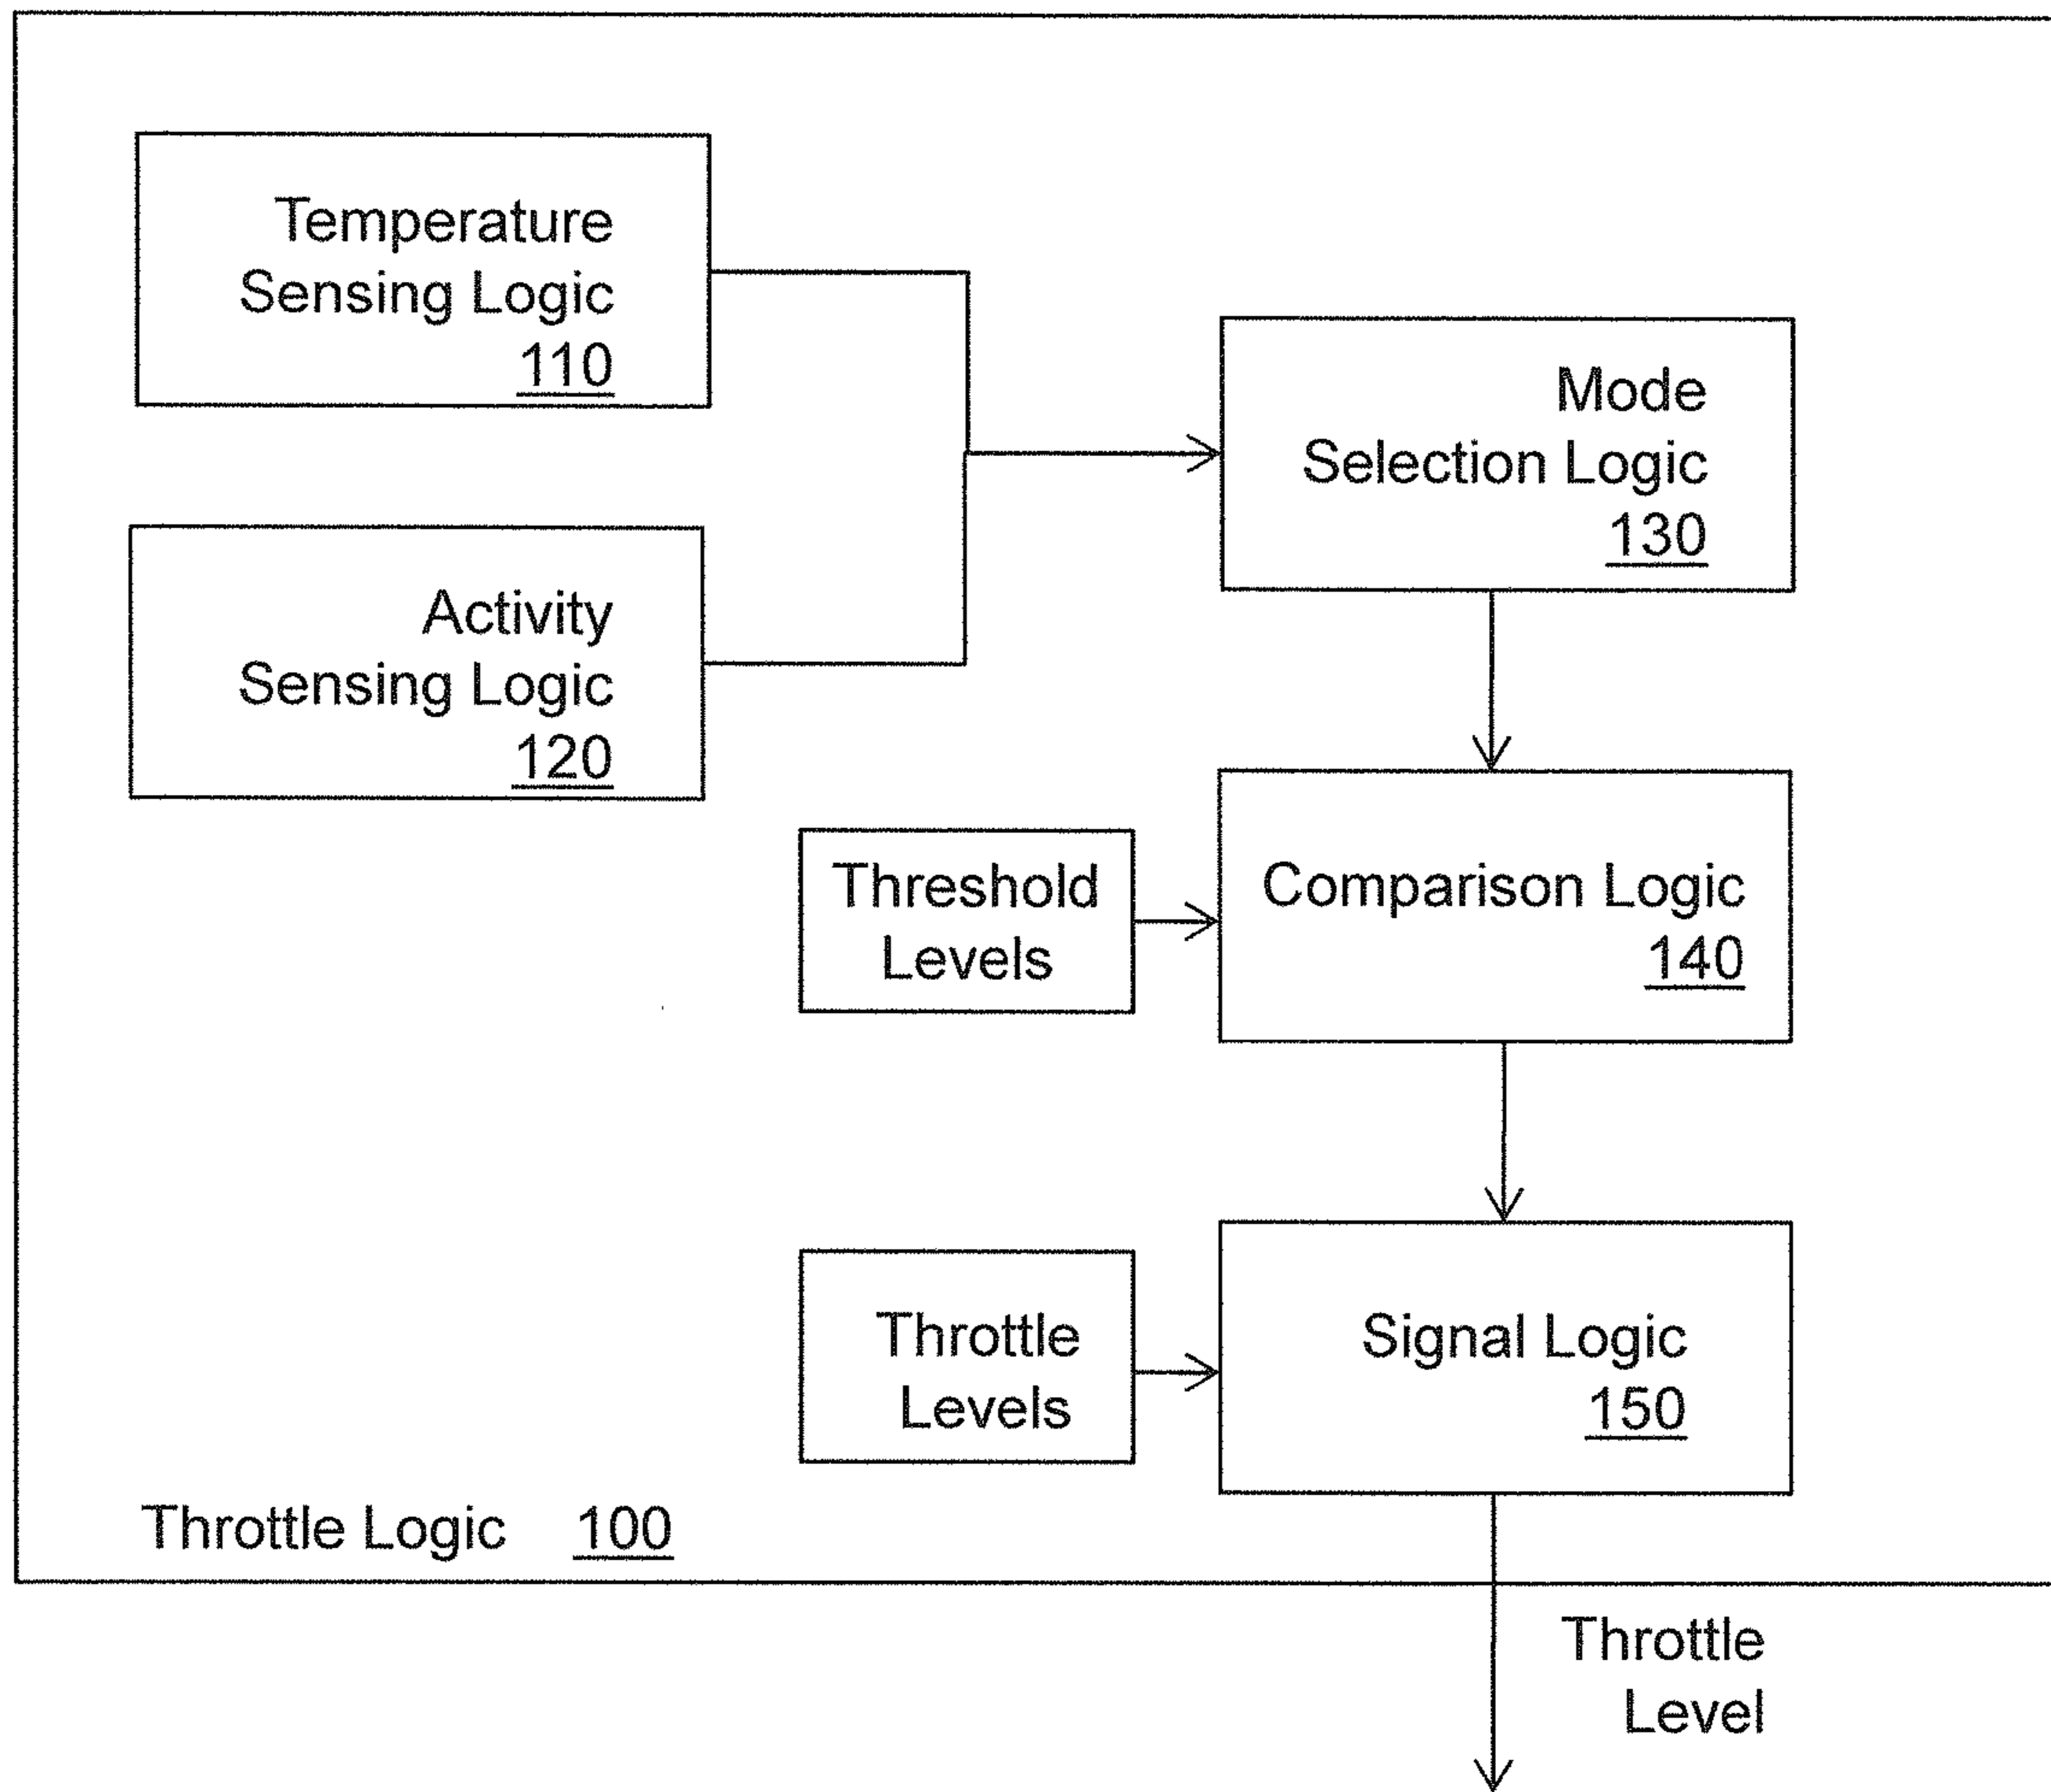 Temperature
Sensing Logic
110
Mode
Selection Logic
130
Activity
Sensing Logic
120
Threshold
Levels
Comparison Logic
140
Throttle
Levels
Signal Logic
150
Throttle Logic 100
Throttle
Level